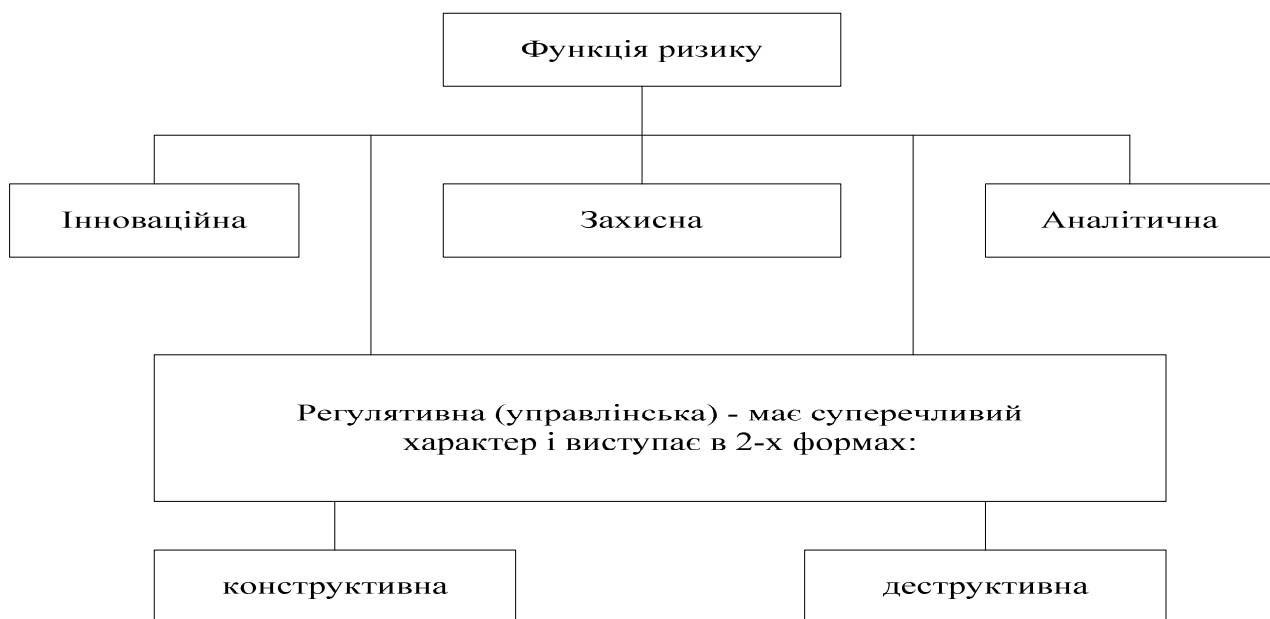 Функція ризику
Інноваційна
Захисна
Аналітична
Регулятивна (управлінська) - має суперечливий
характер і виступає в 2-х формах:
конструктивна
деструктивна